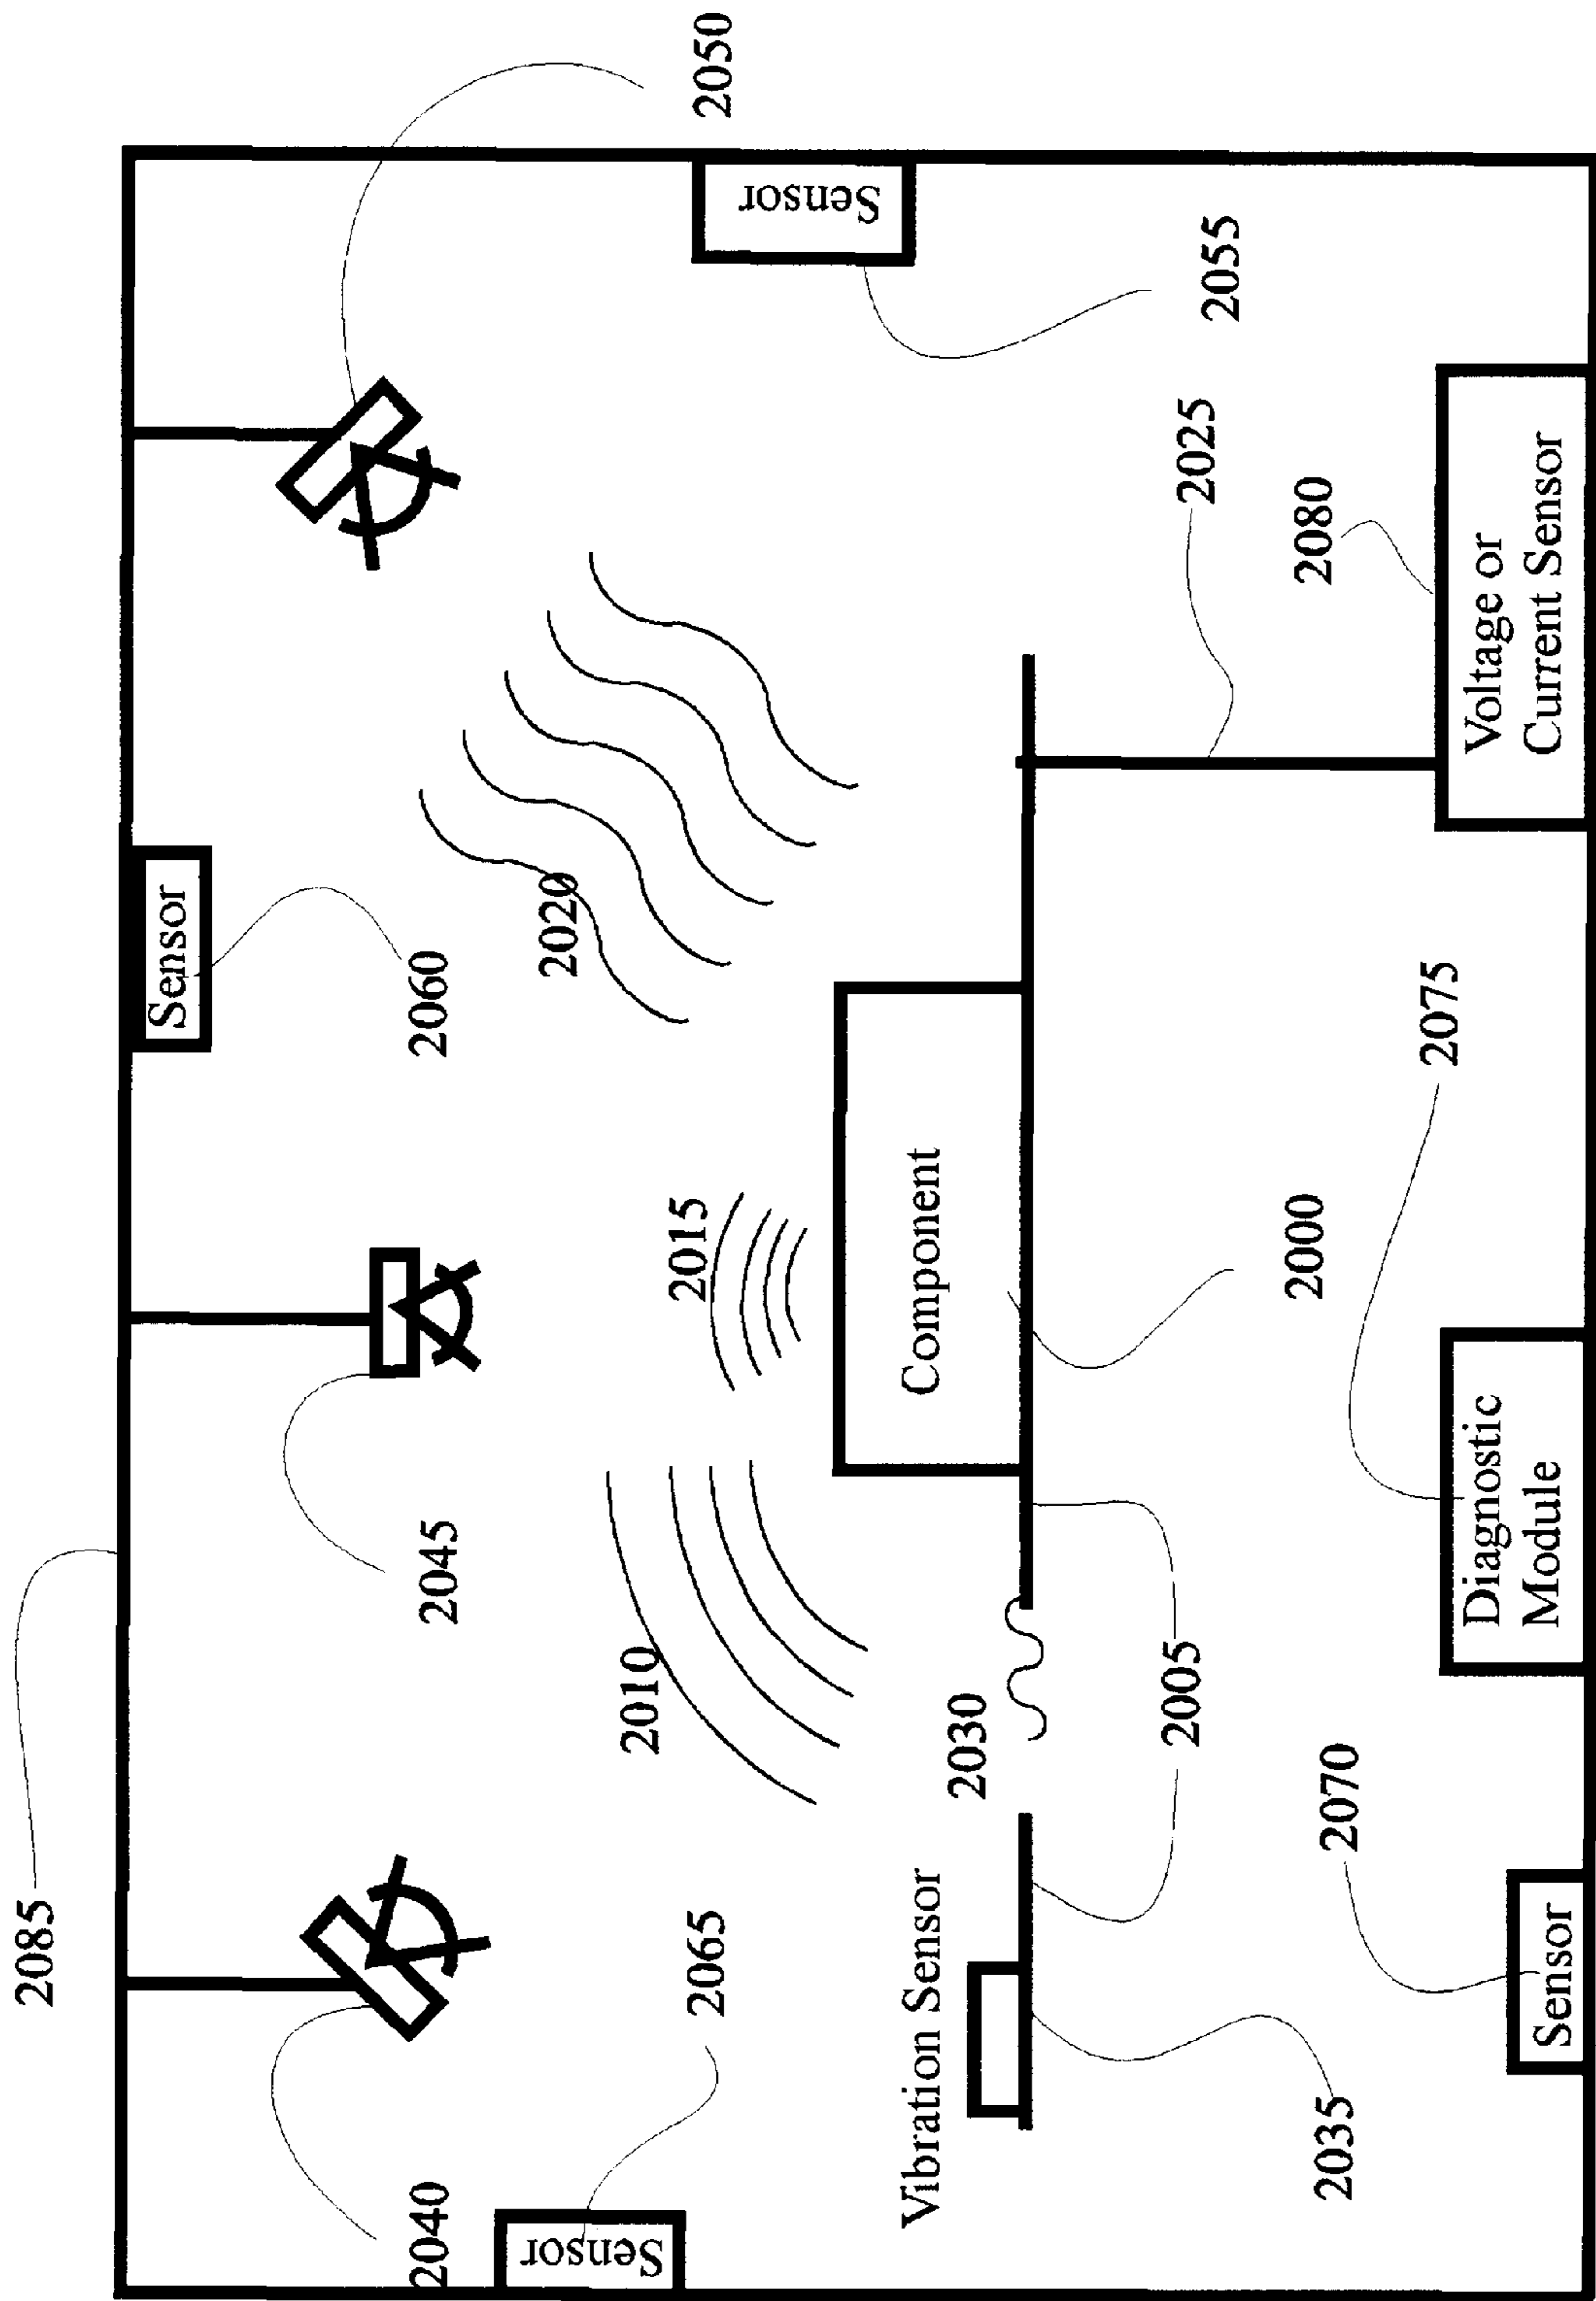 2085
Sensor
2040
2045
2060
2050
2020
Sensor
2010
2015
2065
Sensor
Vibration Sensor
Component
2030
2005
2025
2055
2000
2080
2035
2070
2075
Sensor
Diagnostic
Module
Voltage or
Current Sensor